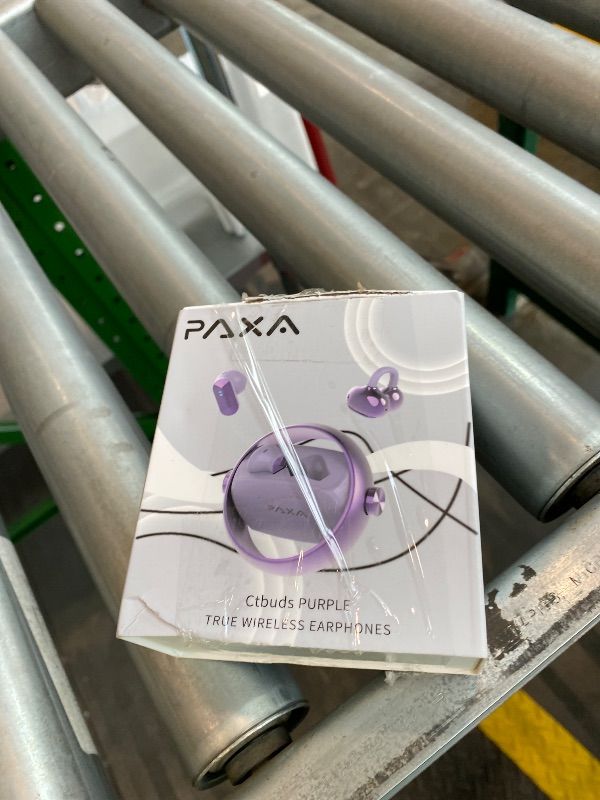 PAXA
PAXA
Ctbuds PURPLE
TRUE WIRELESS EARPHONES